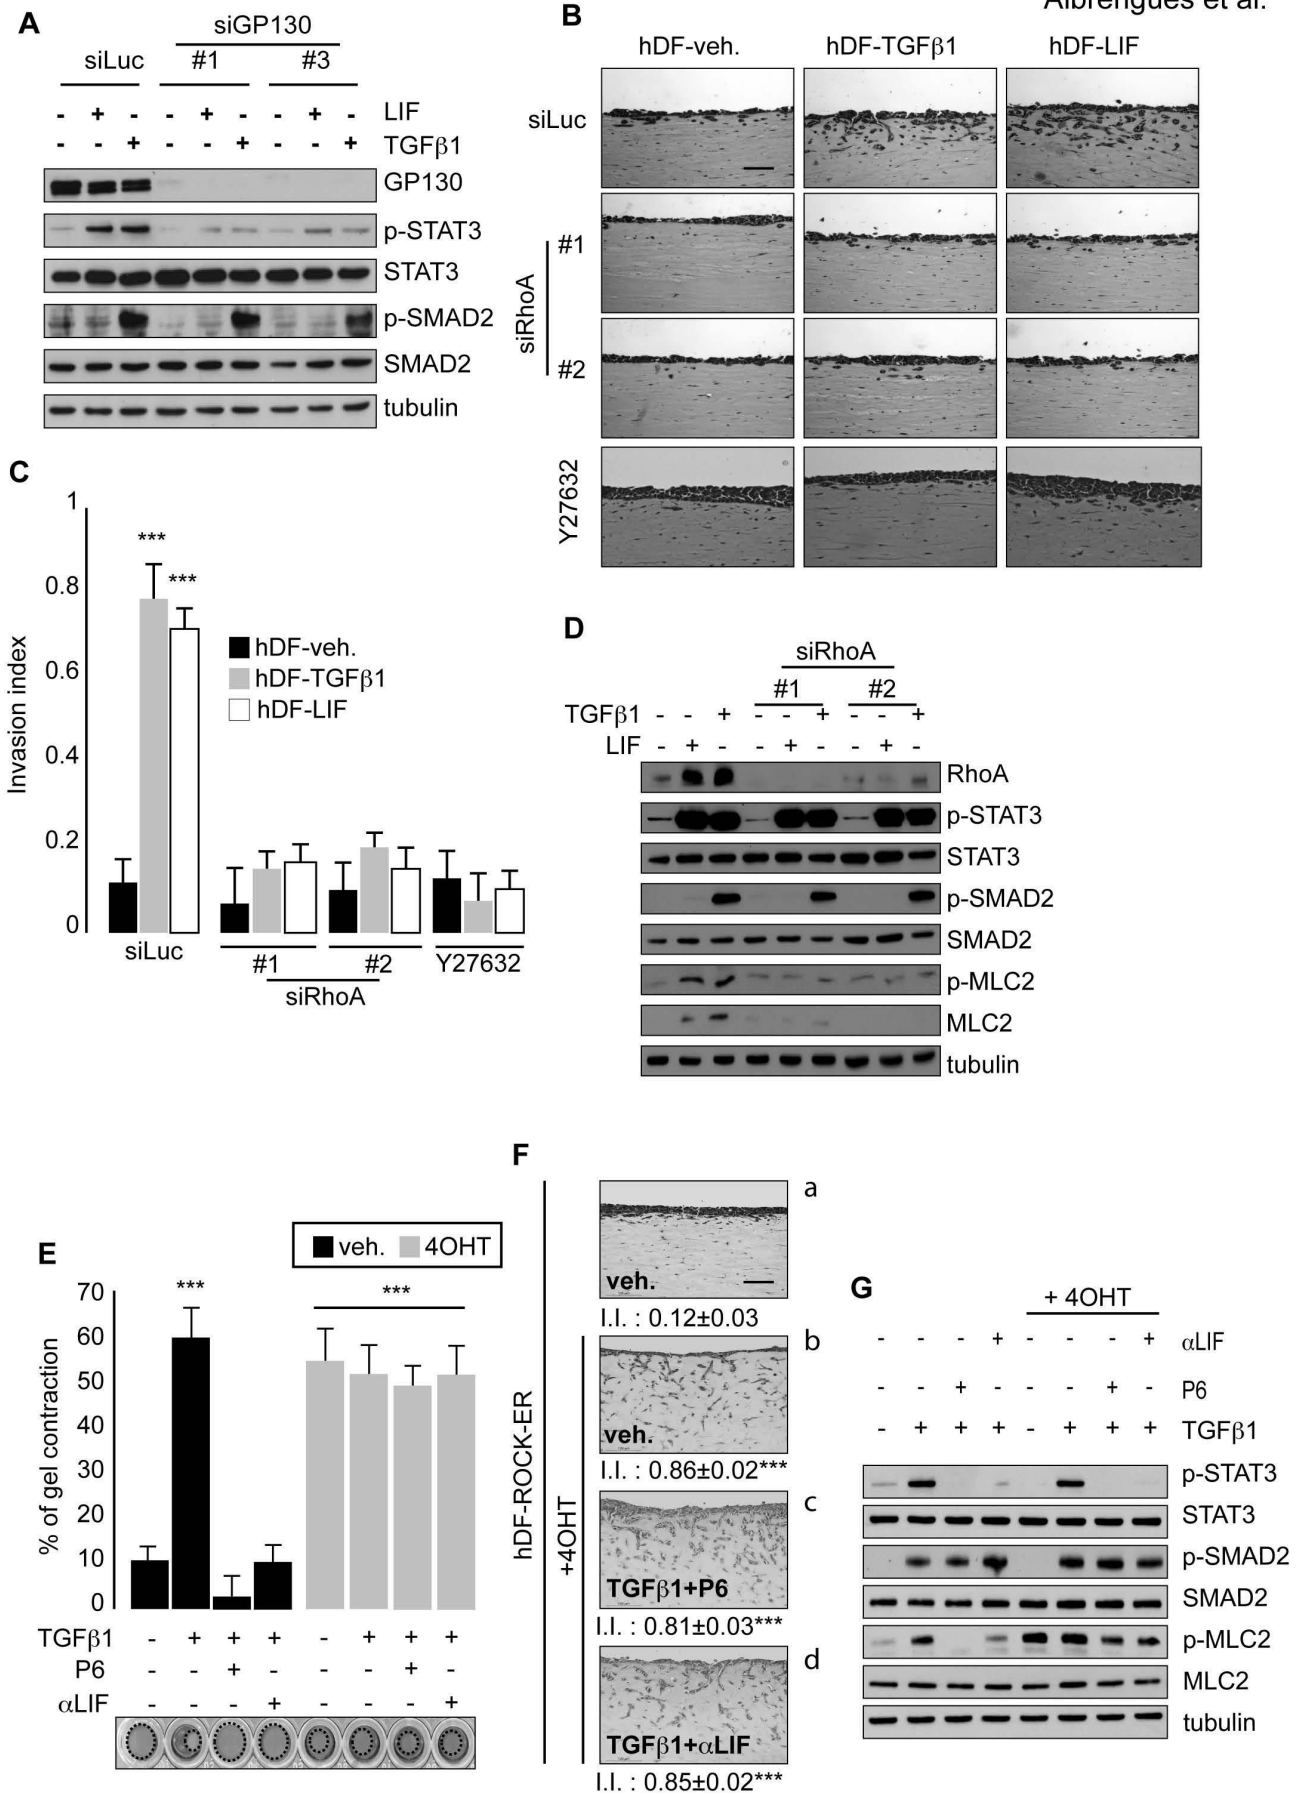 Albrengues et al.
A
siGP130
siLuc #1 #3
- + - - + - - + - LIF
- - + - - + - - + TGFβ1
GP130
p-STAT3
STAT3
p-SMAD2
SMAD2
tubulin
B
hDF-veh. hDF-TGFβ1 hDF-LIF
siLuc
siRhoA
#1
#2
Y27632
C
Invasion index
1
0.8
0.6
0.4
0.2
0
***
***
hDF-veh.
hDF-TGFβ1
hDF-LIF
siLuc #1 #2 Y27632
siRhoA
D
siRhoA
#1 #2
TGFβ1 - - + - - + - - +
LIF - + - - + - - + -
RhoA
p-STAT3
STAT3
p-SMAD2
SMAD2
p-MLC2
MLC2
tubulin
E
veh. 4OHT
% of gel contraction
70
60
50
40
30
20
10
0
*** ***
TGFβ1 - + + + - + + +
P6 - - + - - - + -
αLIF - - - + - - - +
F
hDF-ROCK-ER
+4OHT
a
veh.
I.I. : 0.12±0.03
b
veh.
I.I. : 0.86±0.02***
c
TGFβ1+P6
I.I. : 0.81±0.03***
d
TGFβ1+αLIF
I.I. : 0.85±0.02***
G
+ 4OHT
- - - + - - - + αLIF
- - + - - - + - P6
- + + + - + + + TGFβ1
p-STAT3
STAT3
p-SMAD2
SMAD2
p-MLC2
MLC2
tubulin